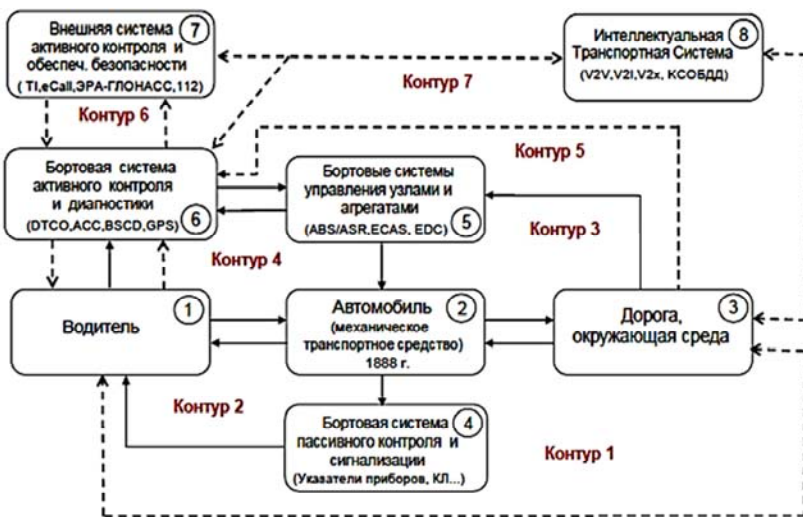 Внешняя система
активного контроля и
обеспеч. безопасности
(TI,eCall,ЭРА-ГЛОНАСС,112)
7
Интеллектуальная
Транспортная Система
(V2V,V2I,V2x, КСОБДД)
8
Контур 7
Контур 6
Бортовая система
активного контроля
и диагностики
(DTCO,ACC,BSCD,GPS)
6
Бортовые системы
управления узлами и
агрегатами
(ABS/ASR,ECAS, EDC)
5
Контур 5
Контур 3
Контур 4
Водитель
1
Автомобиль
(механическое
транспортное средство)
1888 г.
2
Дорога,
окружающая среда
3
Контур 2
Бортовая система
пассивного контроля и
сигнализации
(Указатели приборов, КЛ...)
4
Контур 1